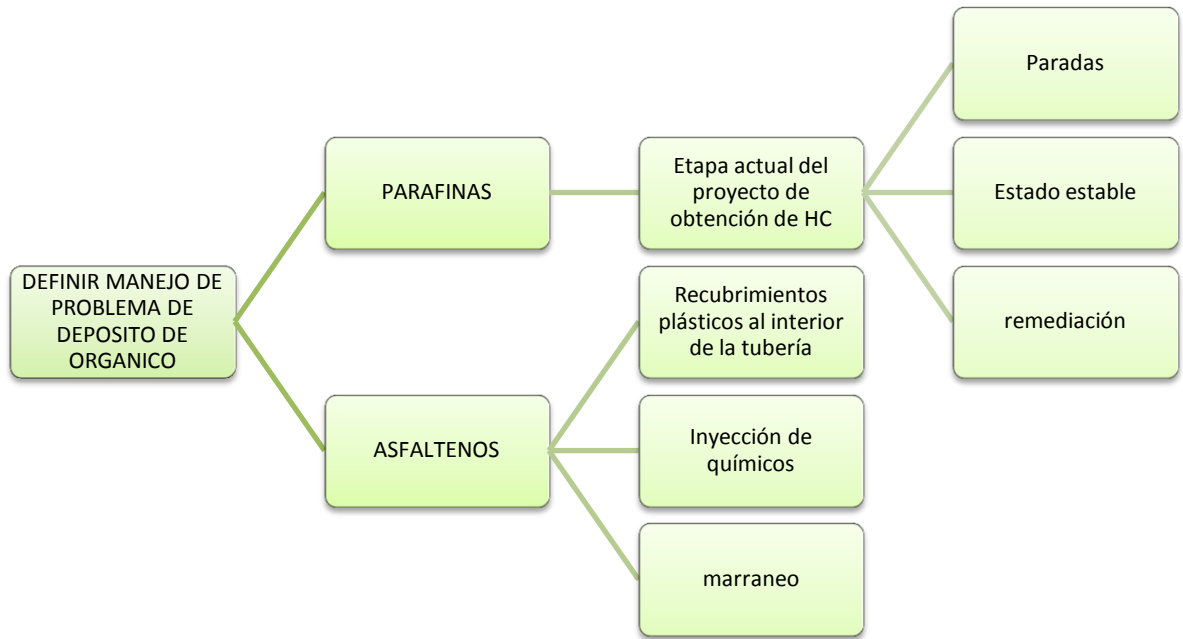 DEFINIR MANEJO DE
PROBLEMA DE
DEPOSITO DE
ORGANICO
PARAFINAS
Etapa actual del
proyecto de
obtención de HC
Paradas
Estado estable
remediación
ASFALTENOS
Recubrimientos
plásticos al interior
de la tubería
Inyección de
químicos
marraneo